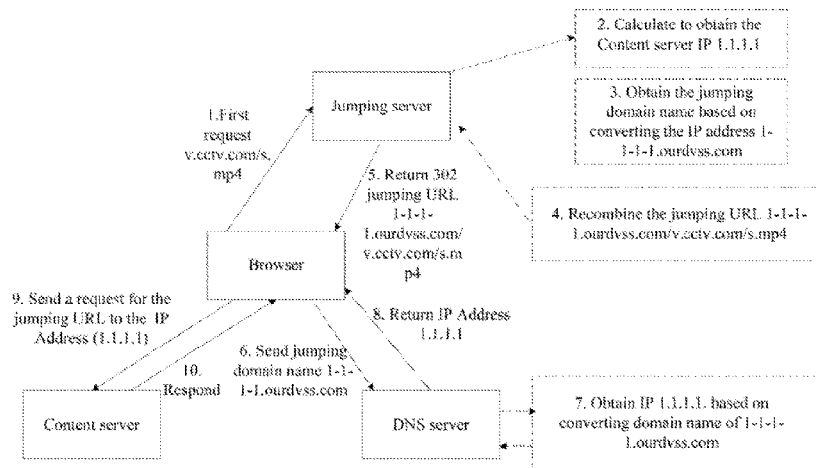 2. Calculate to obtain the
Content server IP 1.1.1.1
Jumping server
3. Obtain the jumping
domain name based on
converting the IP address 1-
1-1-1.ourdvss.com
1.First
request
v.cctv.com/s.
mp4
5. Return 302
jumping URL
1-1-1-
1.ourdvss.com/
v.cctv.com/s.m
p4
4. Recombine the jumping URL 1-1-1-
1.ourdvss.com/v.cctv.com/s.mp4
Browser
9. Send a request for the
jumping URL to the IP
Address (1.1.1.1)
8. Return IP Address
1.1.1.1
6. Send jumping
domain name 1-1-
1-1.ourdvss.com
10.
Respond
Content server
DNS server
7. Obtain IP 1.1.1.1. based on
converting domain name of 1-1-1-
1.ourdvss.com